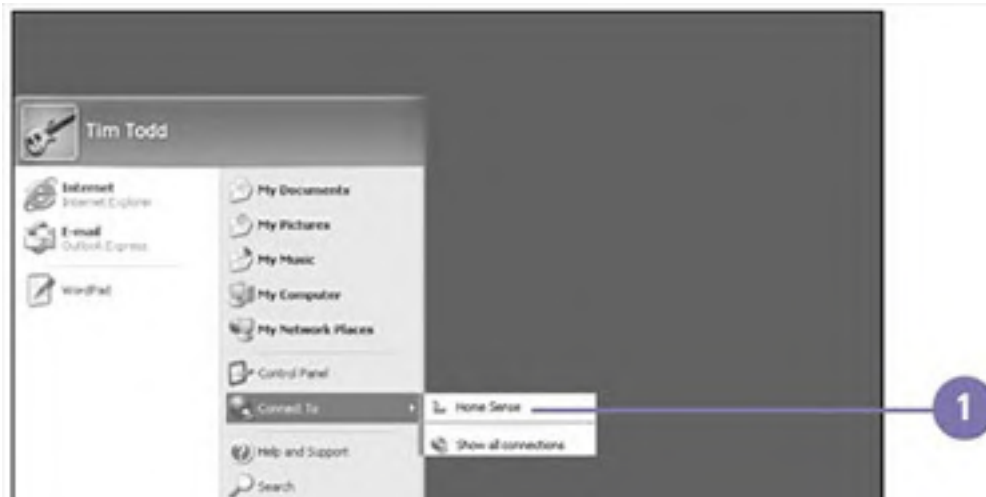 Tim Todd
Internet
Internet Explorer
E-mail
Outlook Express
WordPad
My Documents
My Pictures
My Music
My Computer
My Network Places
Control Panel
Connect To
Home Sense
Show all connections
Help and Support
Search
1